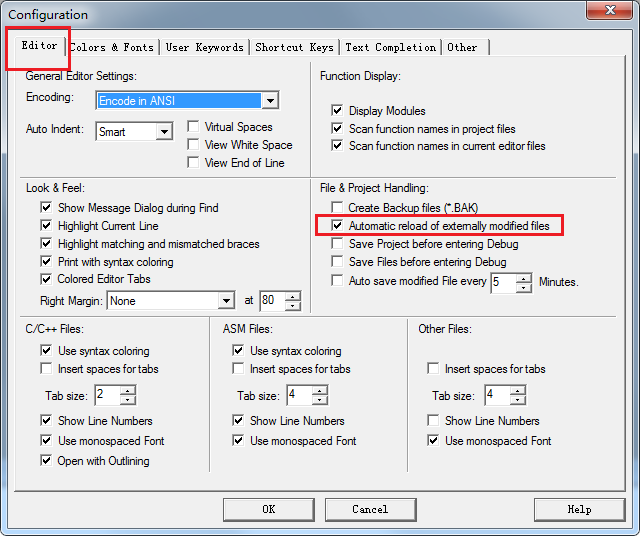 Configuration
Editor
Colors & Fonts
User Keywords
Shortcut Keys
Text Completion
Other
General Editor Settings:
Encoding:
Encode in ANSI
Auto Indent:
Smart
Virtual Spaces
View White Space
View End of Line
Function Display:
Display Modules
Scan function names in project files
Scan function names in current editor files
Look & Feel:
Show Message Dialog during Find
Highlight Current Line
Highlight matching and mismatched braces
Print with syntax coloring
Colored Editor Tabs
Right Margin: None at 80
File & Project Handling:
Create Backup files (*.BAK)
Automatic reload of externally modified files
Save Project before entering Debug
Save Files before entering Debug
Auto save modified File every 5 Minutes.
C/C++ Files:
Use syntax coloring
Insert spaces for tabs
Tab size: 2
Show Line Numbers
Use monospaced Font
Open with Outlining
ASM Files:
Use syntax coloring
Insert spaces for tabs
Tab size: 4
Show Line Numbers
Use monospaced Font
Other Files:
Insert spaces for tabs
Tab size: 4
Show Line Numbers
Use monospaced Font
OK
Cancel
Help